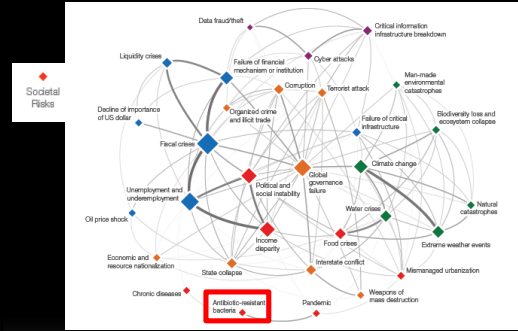 Data fraud/theft
Critical information
infrastructure breakdown
Liquidity crises
Failure of financial
mechanism or institution
Cyber attacks
Man-made
environmental
catastrophes
Corruption
Terrorist attack
Societal
Risks
Decline of importance
of US dollar
Organized crime
and illicit trade
Failure of critical
infrastructure
Biodiversity loss and
ecosystem collapse
Fiscal crises
Climate change
Global
governance
failure
Political and
social instability
Unemployment and
underemployment
Oil price shock
Water crises
Natural
catastrophes
Income
disparity
Food crises
Extreme weather events
Economic and
resource nationalization
State collapse
Interstate conflict
Mismanaged urbanization
Chronic diseases
Antibiotic-resistant
bacteria
Pandemic
Weapons of
mass destruction